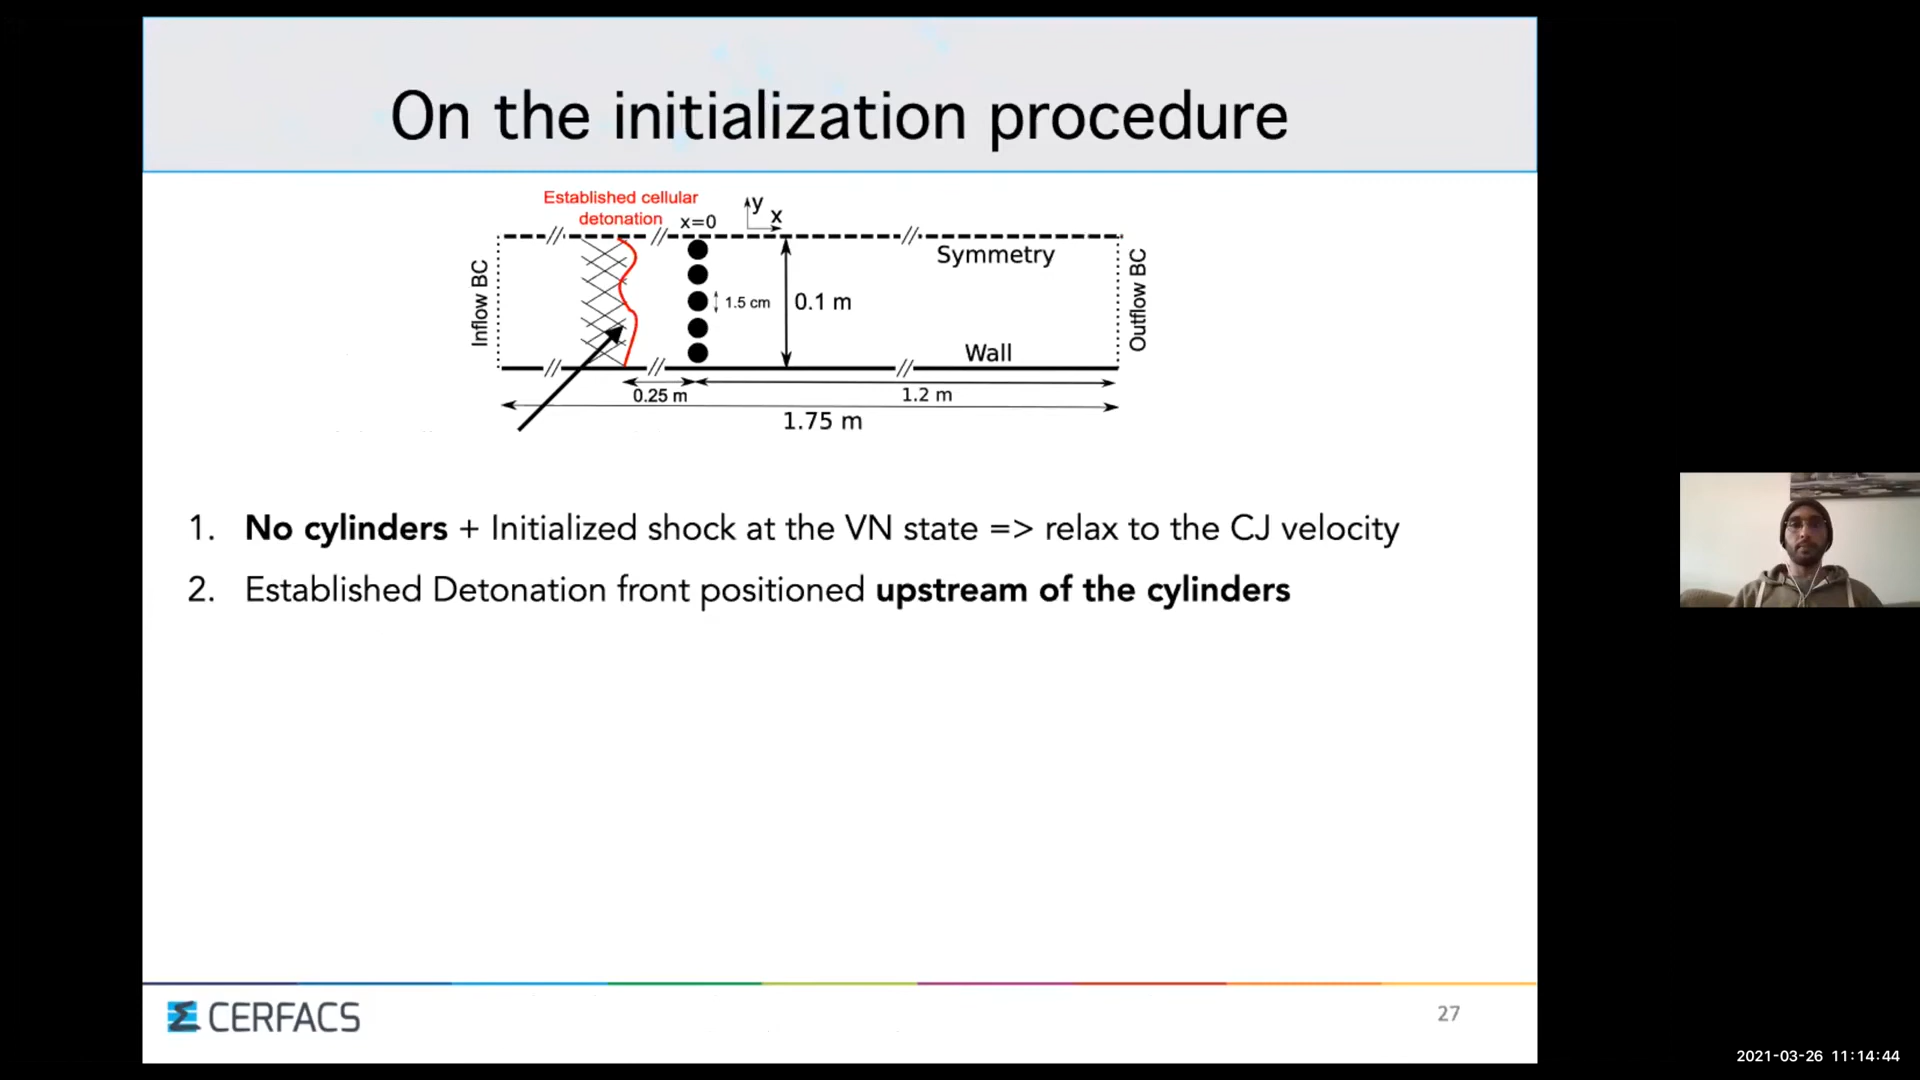 On the initialization procedure
Established cellular
detonation
x=0
y
x
Symmetry
Inflow BC
Outflow BC
1.5 cm
0.1 m
Wall
0.25 m
1.2 m
1.75 m
1. No cylinders + Initialized shock at the VN state => relax to the CJ velocity
2. Established Detonation front positioned upstream of the cylinders
CERFACS
27
2021-03-26 11:14:44